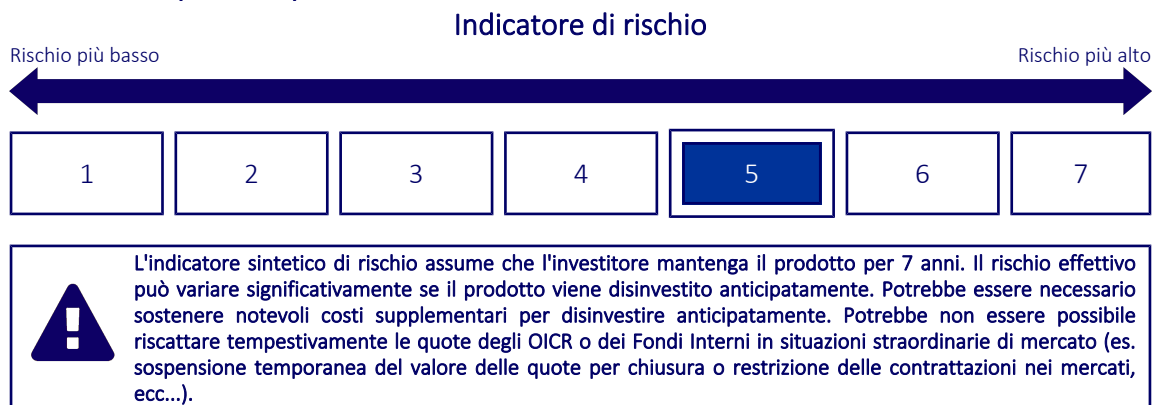 Indicatore di rischio
Rischio più basso
Rischio più alto
1 2 3 4 5 6 7
L'indicatore sintetico di rischio assume che l'investitore mantenga il prodotto per 7 anni. Il rischio effettivo
può variare significativamente se il prodotto viene disinvestito anticipatamente. Potrebbe essere necessario
sostenere notevoli costi supplementari per disinvestire anticipatamente. Potrebbe non essere possibile
riscattare tempestivamente le quote degli OICR o dei Fondi Interni in situazioni straordinarie di mercato (es.
sospensione temporanea del valore delle quote per chiusura o restrizione delle contrattazioni nei mercati,
ecc...).